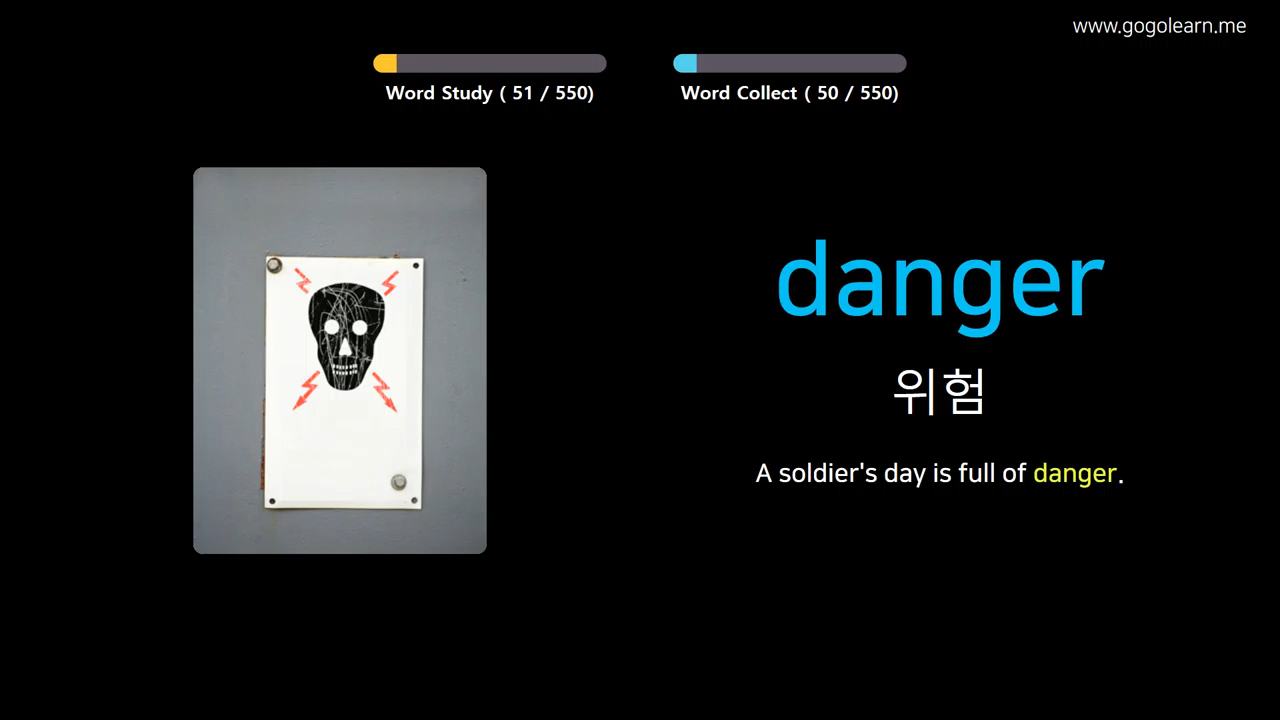 www.gogolearn.me
Word Study ( 51 / 550)
Word Collect ( 50 / 550)
danger
위험
A soldier's day is full of danger.